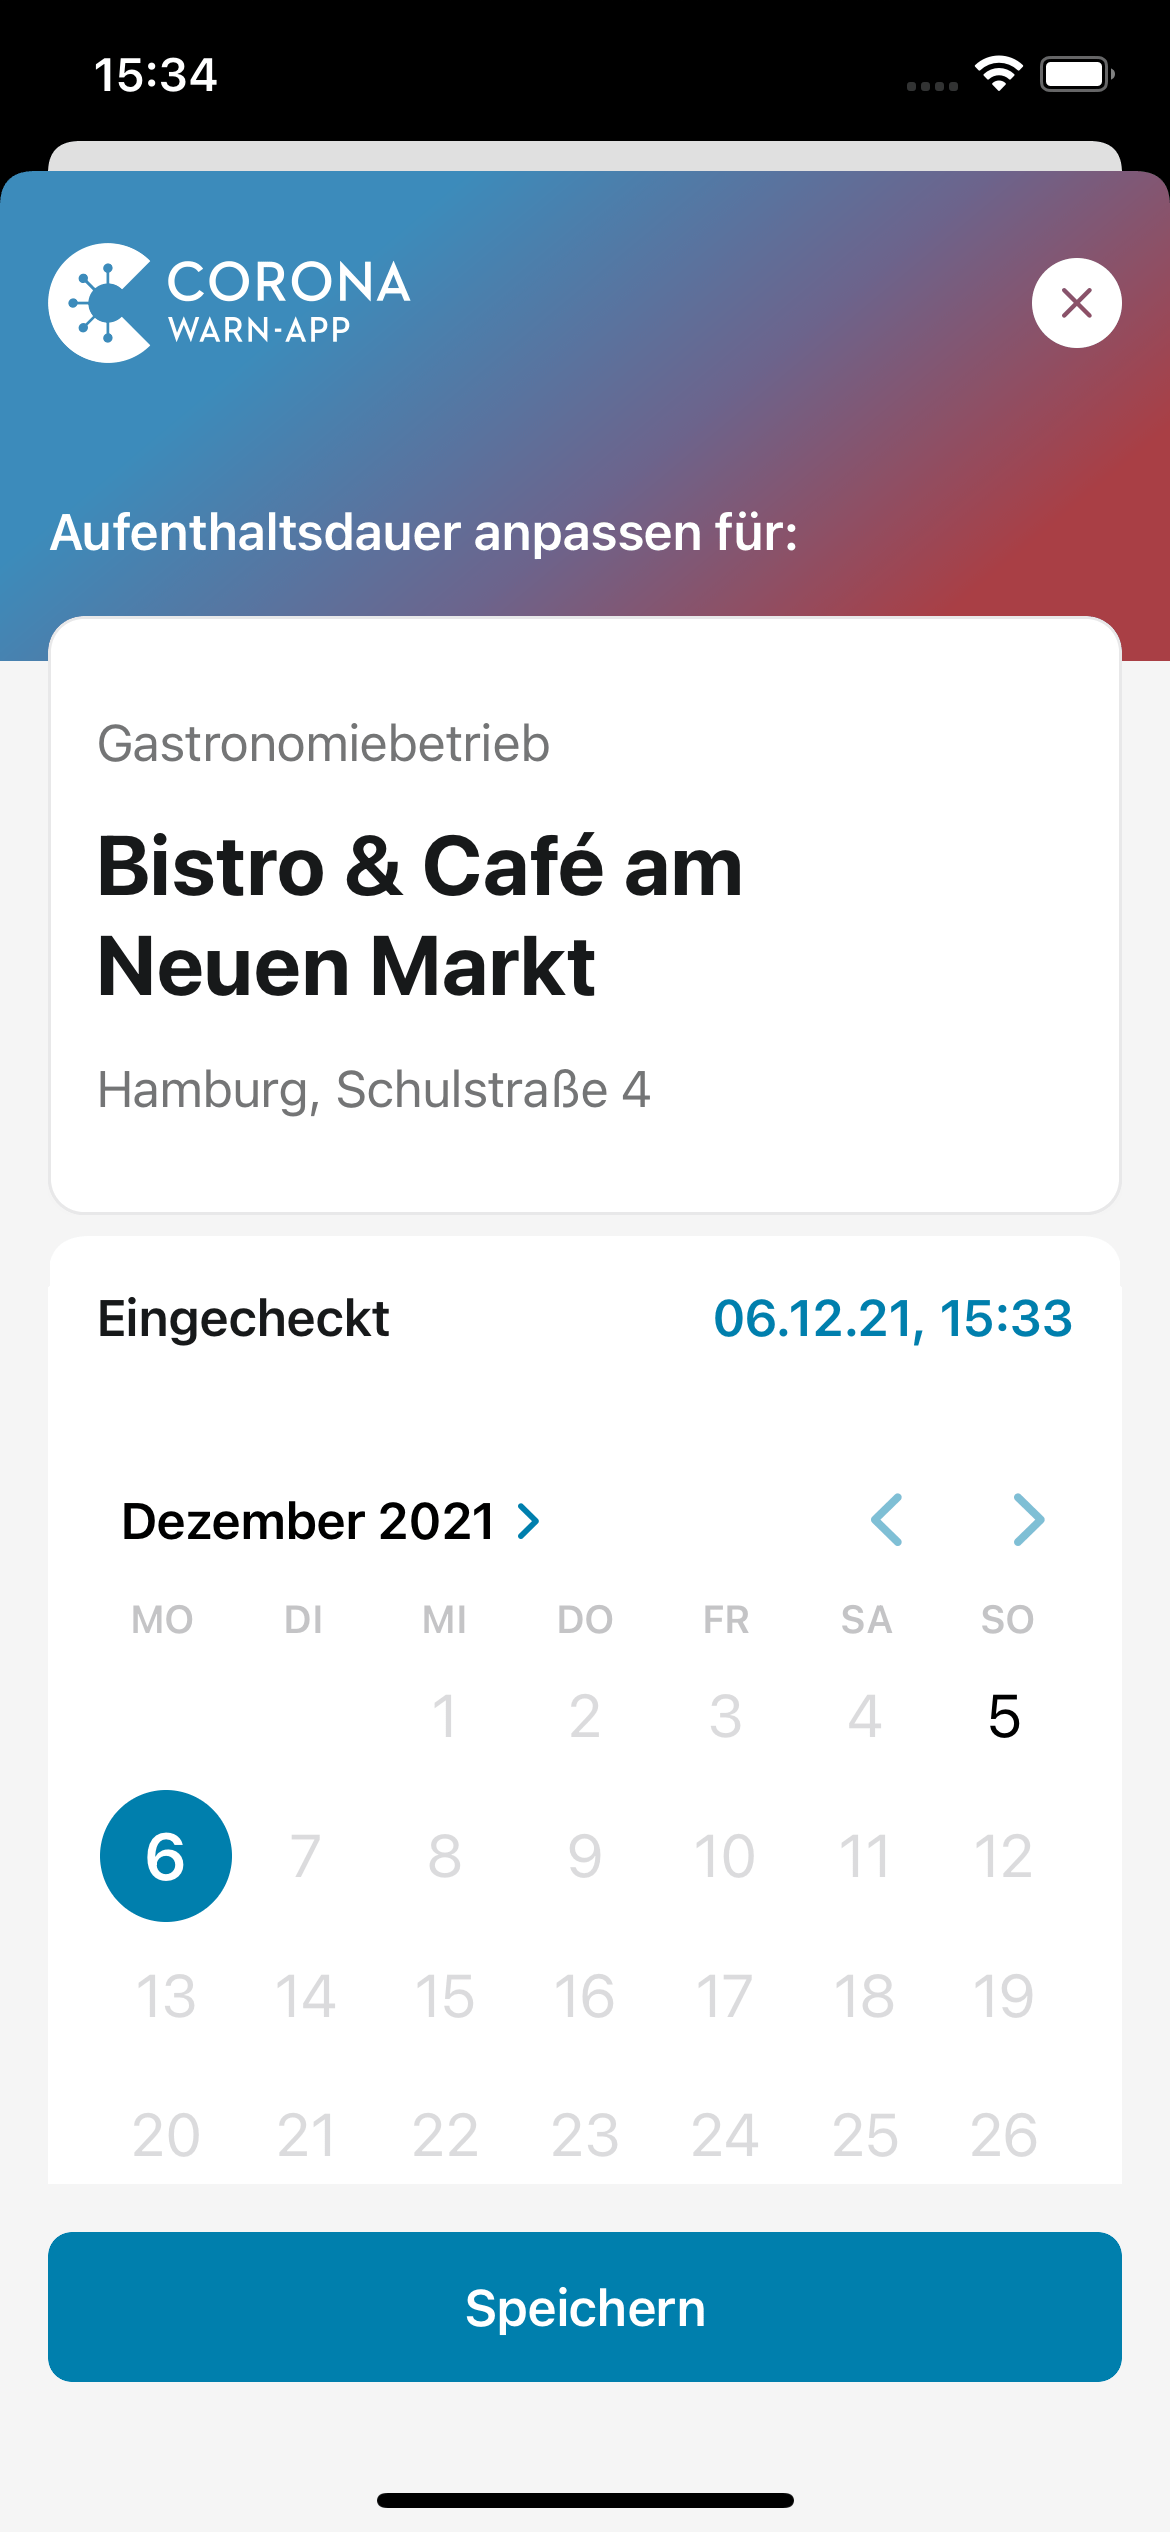 15:34
CORONA
WARN-APP
Aufenthaltsdauer anpassen für:
Gastronomiebetrieb
Bistro & Café am
Neuen Markt
Hamburg, Schulstraße 4
Eingecheckt 06.12.21, 15:33
Dezember 2021
MO DI MI DO FR SA SO
1 2 3 4 5
6 7 8 9 10 11 12
13 14 15 16 17 18 19
20 21 22 23 24 25 26
Speichern